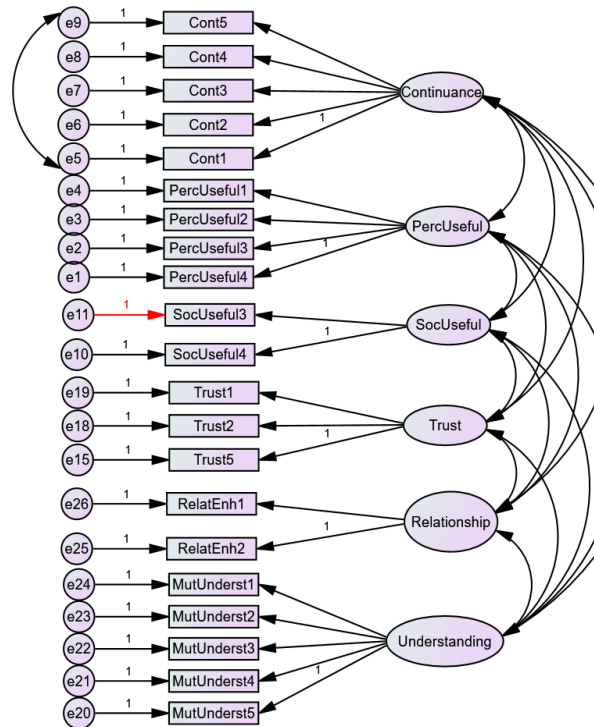 e9 1 Cont5
e8 1 Cont4
e7 1 Cont3
Continuance
e6 1 Cont2
1
e5 1 Cont1
e4 1 PercUseful1
e3 1 PercUseful2
PercUseful
e2 1 PercUseful3
1
e1 1 PercUseful4
e11 1 SocUseful3
SocUseful
1
e10 1 SocUseful4
e19 1 Trust1
e18 1 Trust2
Trust
1
e15 1 Trust5
e26 1 RelatEnh1
Relationship
1
e25 1 RelatEnh2
e24 1 MutUnderst1
e23 1 MutUnderst2
Understanding
e22 1 MutUnderst3
e21 1 MutUnderst4
1
e20 1 MutUnderst5